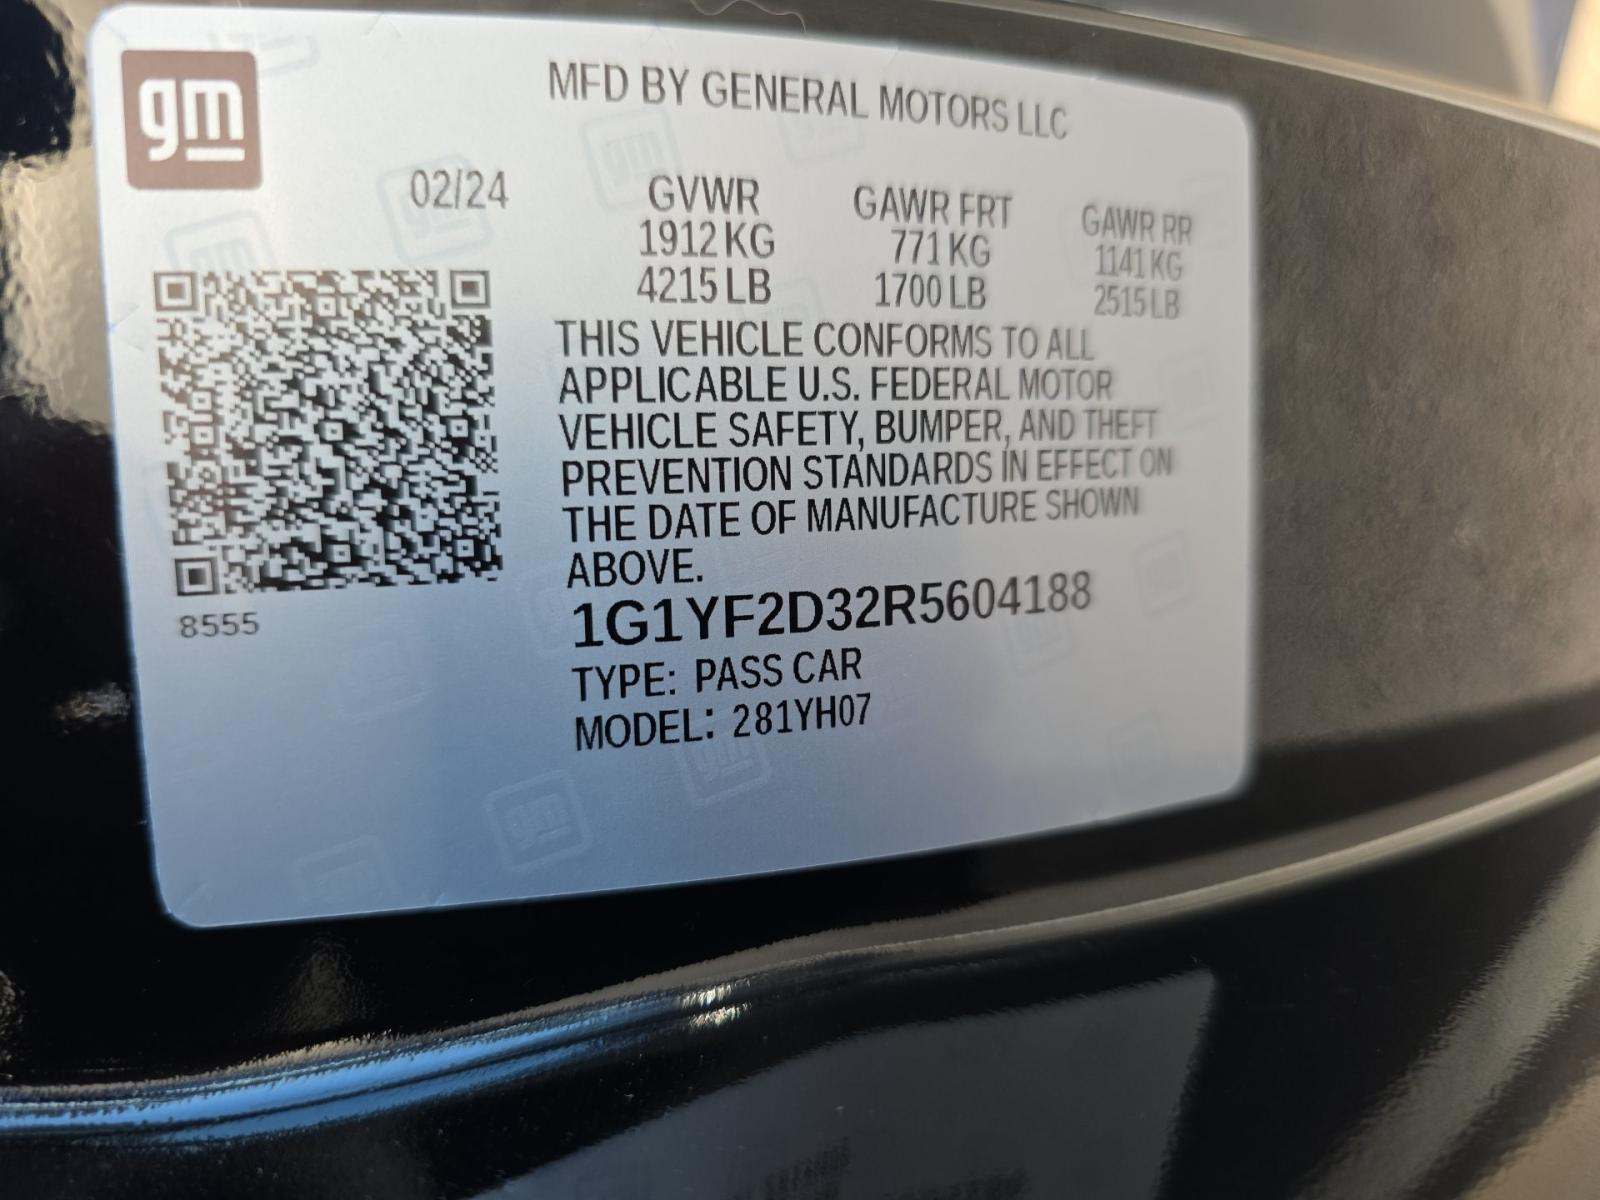 gm
MFD BY GENERAL MOTORS LLC
02/24
GVWR
1912 KG
4215 LB
GAWR FRT
771 KG
1700 LB
GAWR RR
1141 KG
2515 LB
THIS VEHICLE CONFORMS TO ALL
APPLICABLE U.S. FEDERAL MOTOR
VEHICLE SAFETY, BUMPER, AND THEFT
PREVENTION STANDARDS IN EFFECT ON
THE DATE OF MANUFACTURE SHOWN
ABOVE.
8555
1G1YF2D32R5604188
TYPE: PASS CAR
MODEL: 281YH07